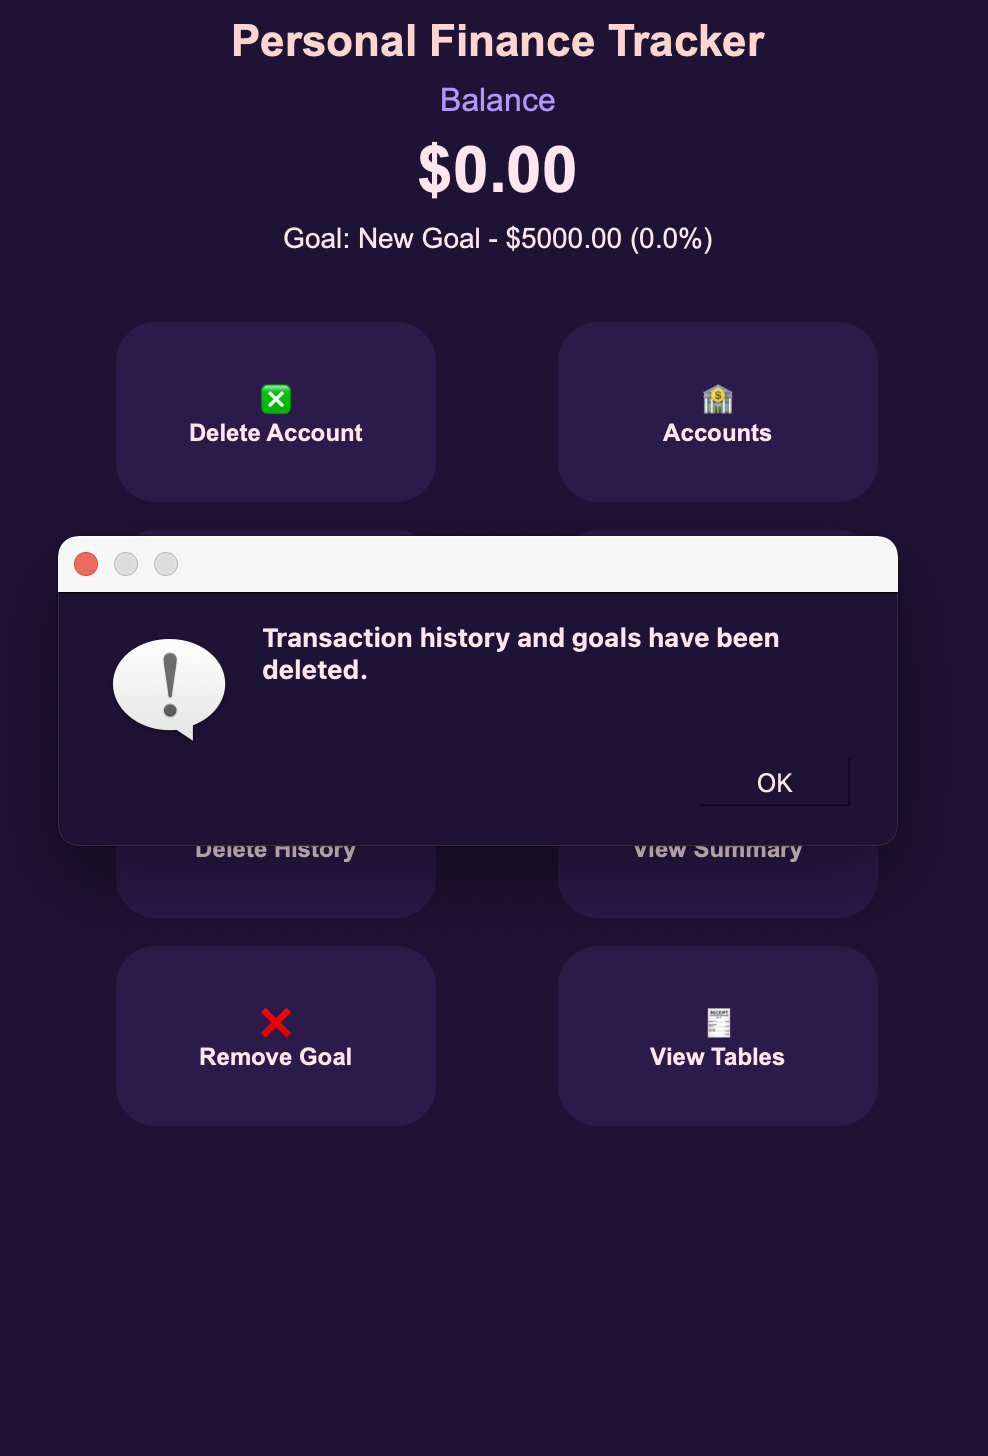 Personal Finance Tracker
Balance
$0.00
Goal: New Goal - $5000.00 (0.0%)
Delete Account
Accounts
Transaction history and goals have been
deleted.
OK
Delete History
View Summary
RECEIPT
Remove Goal
View Tables